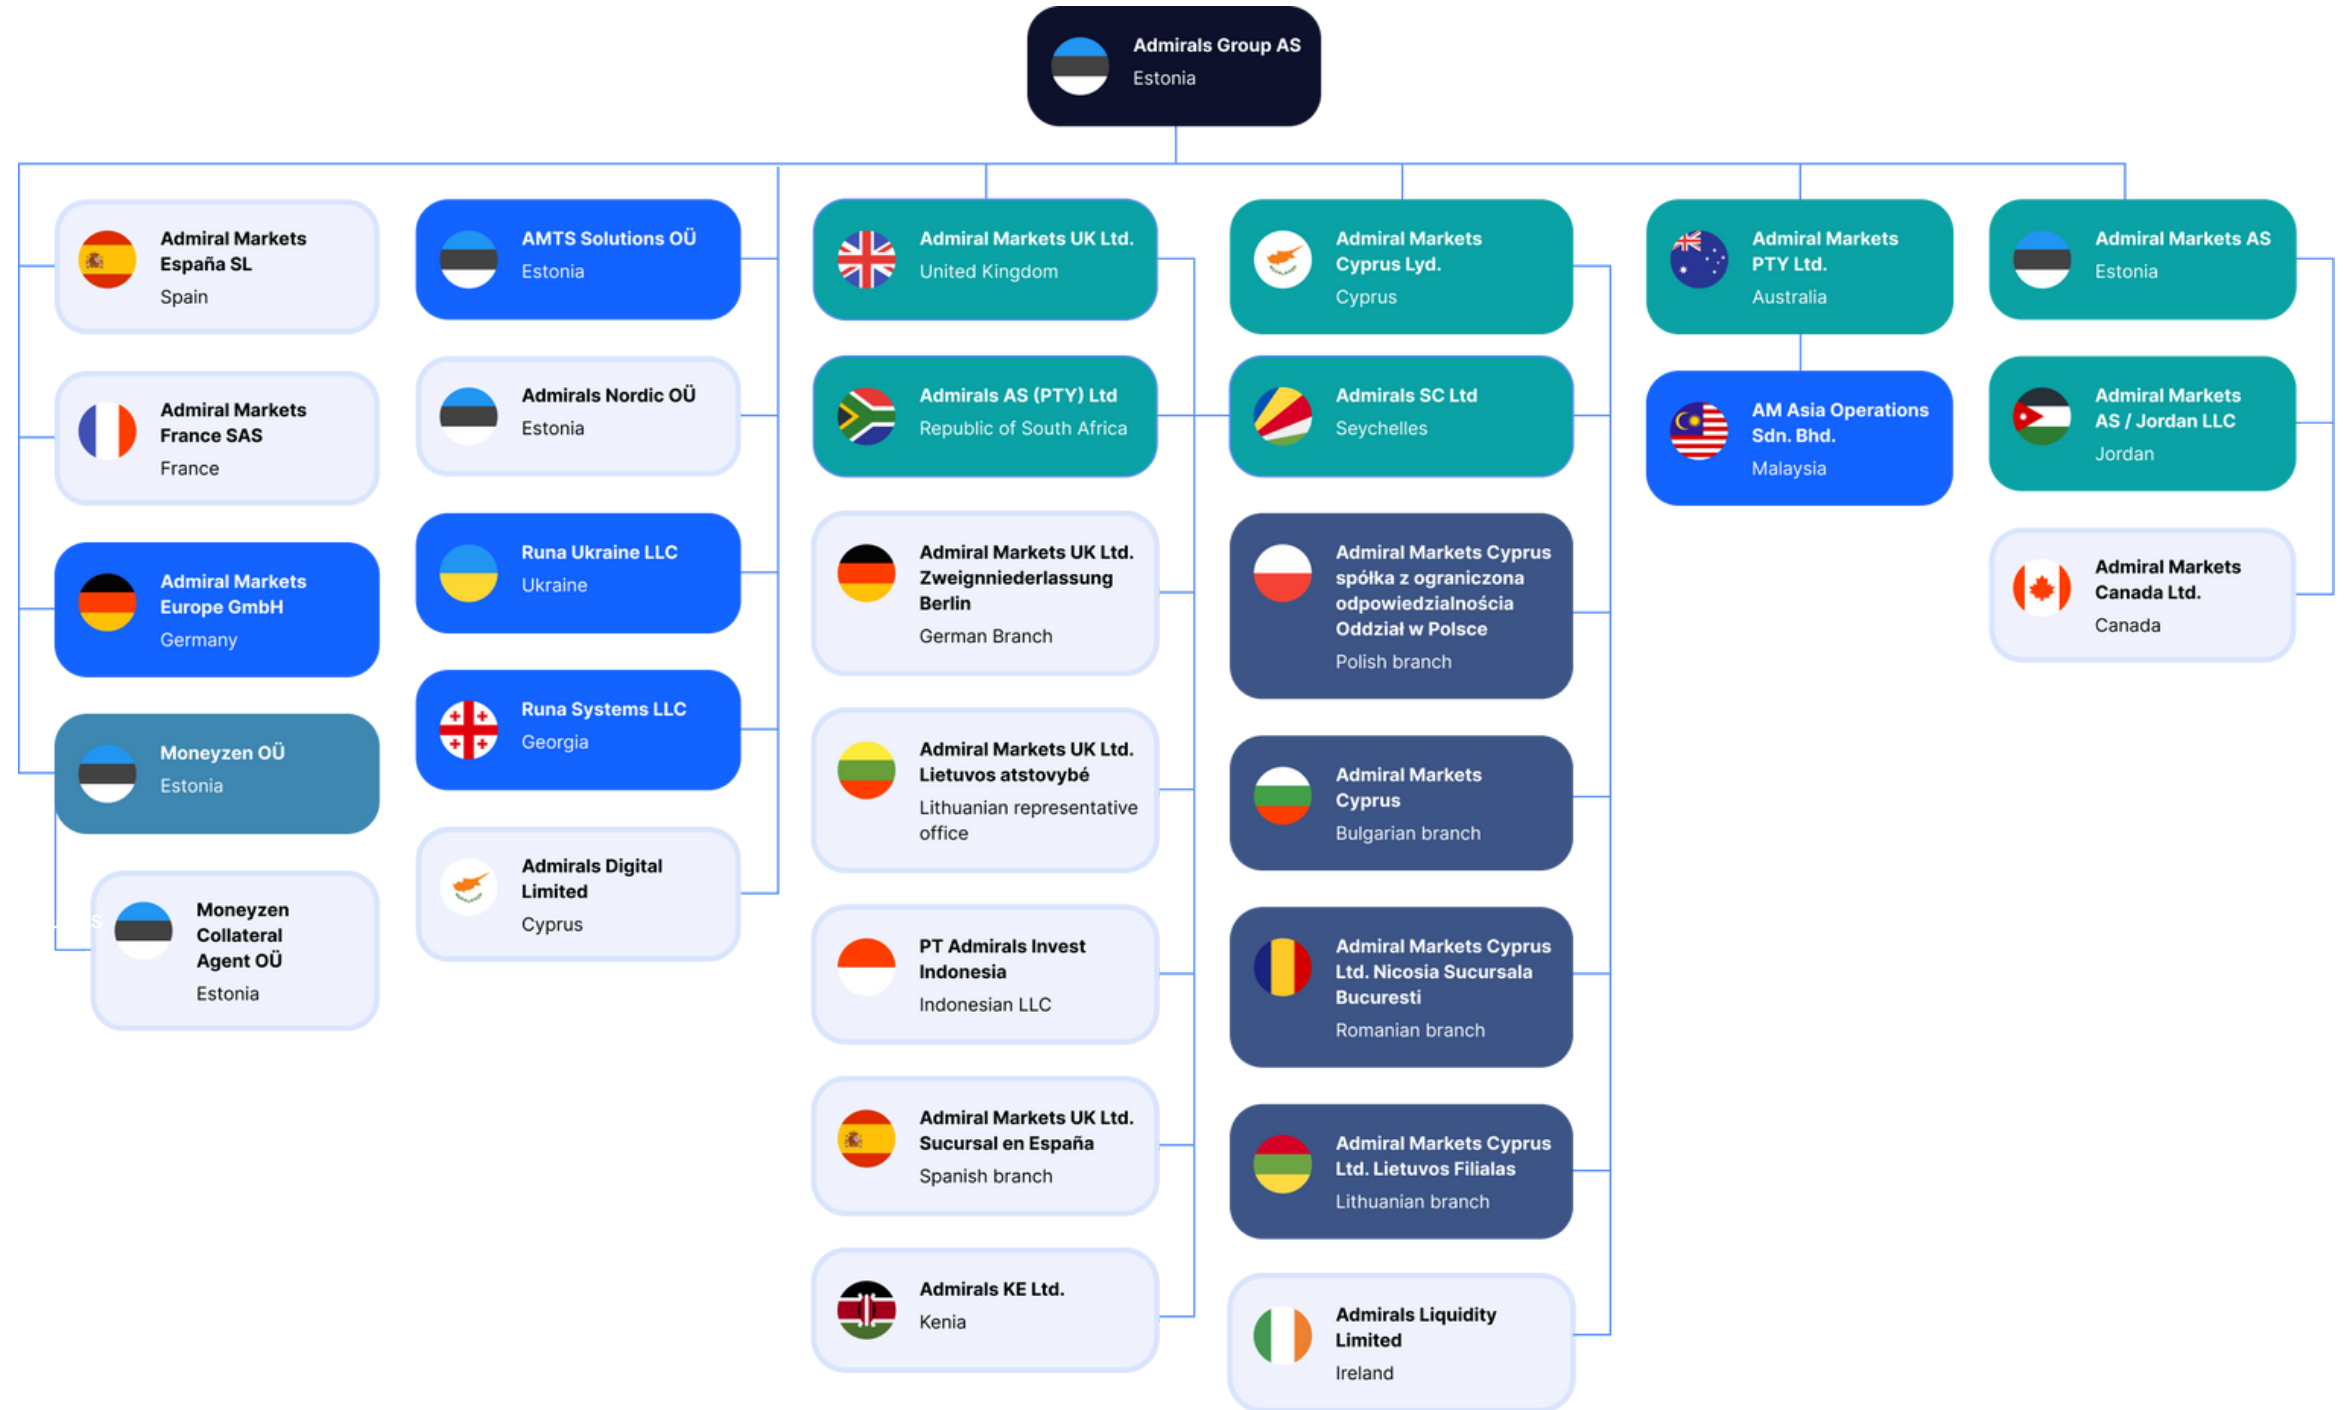 Admirals Group AS
Estonia
Admiral Markets
España SL
Spain
Admiral Markets
France SAS
France
Admiral Markets
Europe GmbH
Germany
Moneyzen OÜ
Estonia
Moneyzen
Collateral
Agent OÜ
Estonia
AMTS Solutions OÜ
Estonia
Admirals Nordic OÜ
Estonia
Runa Ukraine LLC
Ukraine
Runa Systems LLC
Georgia
Admirals Digital
Limited
Cyprus
Admiral Markets UK Ltd.
United Kingdom
Admirals AS (PTY) Ltd
Republic of South Africa
Admiral Markets UK Ltd.
Zweignniederlassung
Berlin
German Branch
Admiral Markets UK Ltd.
Lietuvos atstovybé
Lithuanian representative
office
PT Admirals Invest
Indonesia
Indonesian LLC
Admiral Markets UK Ltd.
Sucursal en España
Spanish branch
Admirals KE Ltd.
Kenia
Admiral Markets
Cyprus Lyd.
Cyprus
Admirals SC Ltd
Seychelles
Admiral Markets Cyprus
spółka z ograniczona
odpowiedzialnościa
Oddział w Polsce
Polish branch
Admiral Markets
Cyprus
Bulgarian branch
Admiral Markets Cyprus
Ltd. Nicosia Sucursala
Bucuresti
Romanian branch
Admiral Markets Cyprus
Ltd. Lietuvos Filialas
Lithuanian branch
Admirals Liquidity
Limited
Ireland
Admiral Markets
PTY Ltd.
Australia
AM Asia Operations
Sdn. Bhd.
Malaysia
Admiral Markets AS
Estonia
Admiral Markets
AS / Jordan LLC
Jordan
Admiral Markets
Canada Ltd.
Canada